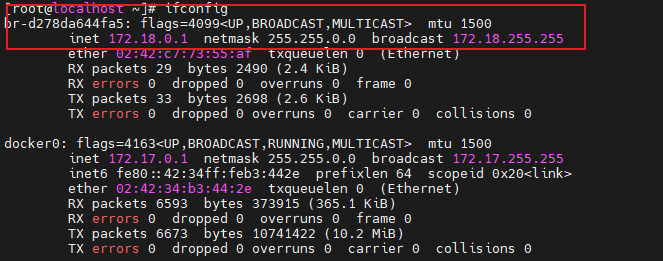 [root@localhost ~]# ifconfig
br-d278da644fa5: flags=4099<UP,BROADCAST,MULTICAST>  mtu 1500
        inet 172.18.0.1  netmask 255.255.0.0  broadcast 172.18.255.255
        ether 02:42:c7:73:55:af  txqueuelen 0  (Ethernet)
        RX packets 29  bytes 2490 (2.4 KiB)
        RX errors 0  dropped 0  overruns 0  frame 0
        TX packets 33  bytes 2698 (2.6 KiB)
        TX errors 0  dropped 0 overruns 0  carrier 0  collisions 0

docker0: flags=4163<UP,BROADCAST,RUNNING,MULTICAST>  mtu 1500
        inet 172.17.0.1  netmask 255.255.0.0  broadcast 172.17.255.255
        inet6 fe80::42:34ff:feb3:442e  prefixlen 64  scopeid 0x20<link>
        ether 02:42:34:b3:44:2e  txqueuelen 0  (Ethernet)
        RX packets 6593  bytes 373915 (365.1 KiB)
        RX errors 0  dropped 0  overruns 0  frame 0
        TX packets 6673  bytes 10741422 (10.2 MiB)
        TX errors 0  dropped 0 overruns 0  carrier 0  collisions 0